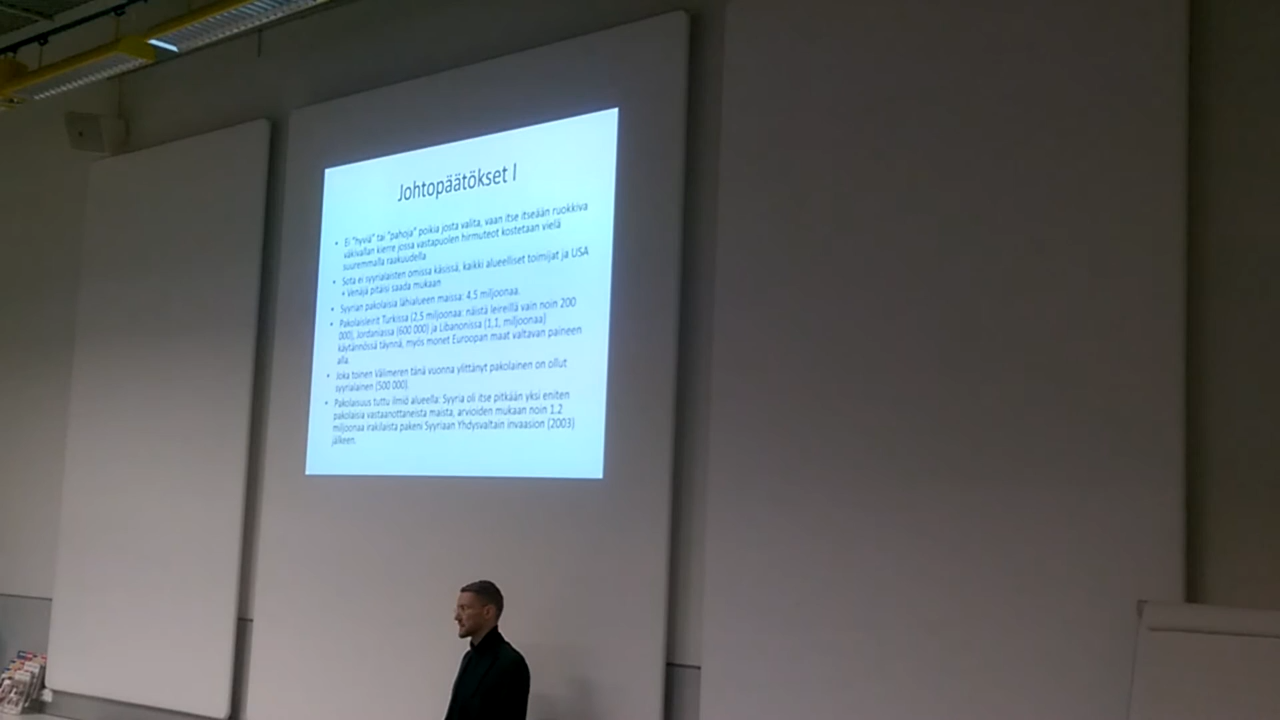 Johtopäätökset I
• Ei "hyviä" tai "pahoja" poikia josta valita, vaan itse itseään ruokkiva
väkivallan kierre jossa vastapuolen hirmuteot kostetaan vielä
suuremmalla raakuudella
• Sota ei syyrialaisten omissa käsissä, kaikki alueelliset toimijat ja USA
+ Venäjä pitäisi saada mukaan
• Syyrian pakolaisia lähialueen maissa: 4,5 miljoonaa.
• Pakolaisleirit Turkissa (2,5 miljoonaa: näistä leireillä vain noin 200
000), Jordaniassa (600 000) ja Libanonissa (1,1, miljoonaa)
käytännössä täynnä, myös monet Euroopan maat valtavan paineen
alla.
• Joka toinen Välimeren tänä vuonna ylittänyt pakolainen on ollut
syyrialainen (500 000).
• Pakolaisuus tuttu ilmiö alueella: Syyria oli itse pitkään yksi eniten
pakolaisia vastaanottaneista maista, arvioiden mukaan noin 1,2
miljoonaa irakilaista pakeni Syyriaan Yhdysvaltain invaasion (2003)
jälkeen.